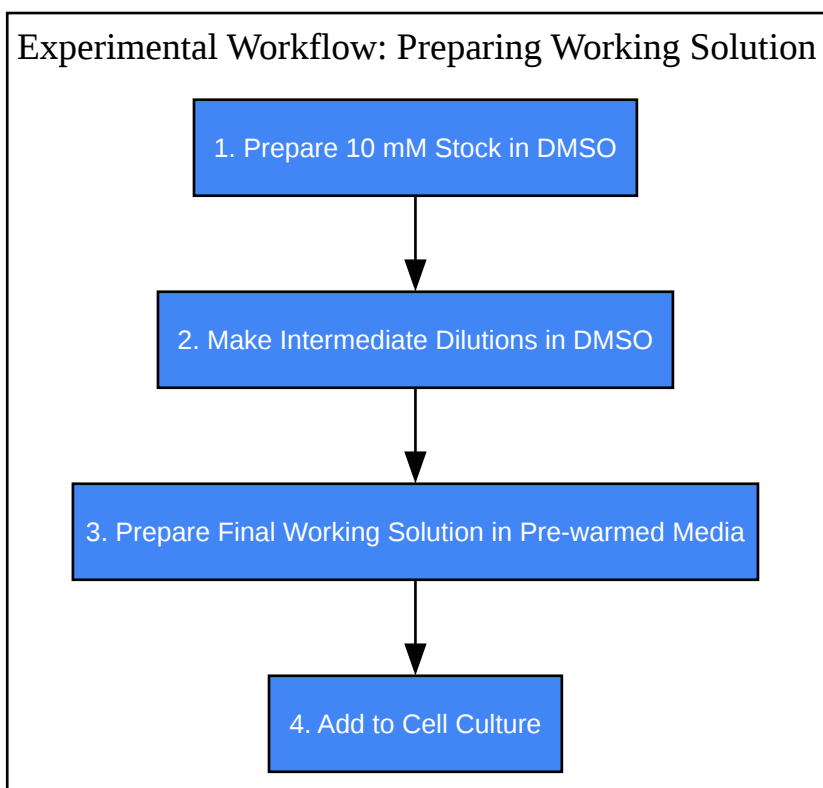 Experimental Workflow: Preparing Working Solution
1. Prepare 10 mM Stock in DMSO
2. Make Intermediate Dilutions in DMSO
3. Prepare Final Working Solution in Pre-warmed Media
4. Add to Cell Culture